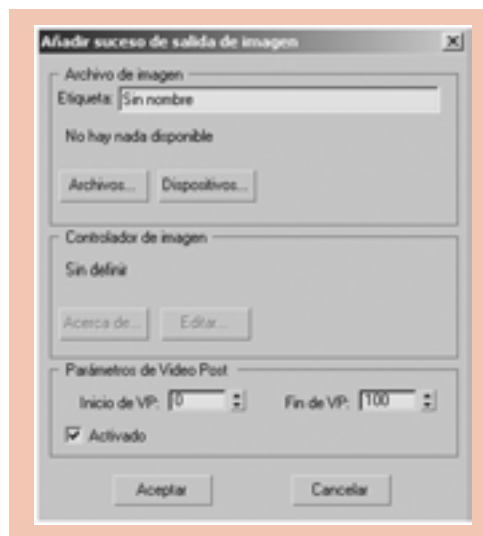 Añadir suceso de salida de imagen
Archivo de imagen
Etiqueta: Sin nombre
No hay nada disponible
Archivos... Dispositivos...
Controlador de imagen
Sin definir
Acerca de... Editar...
Parámetros de Video Post
Inicio de VP: 0 Fin de VP: 100
Activado
Aceptar Cancelar